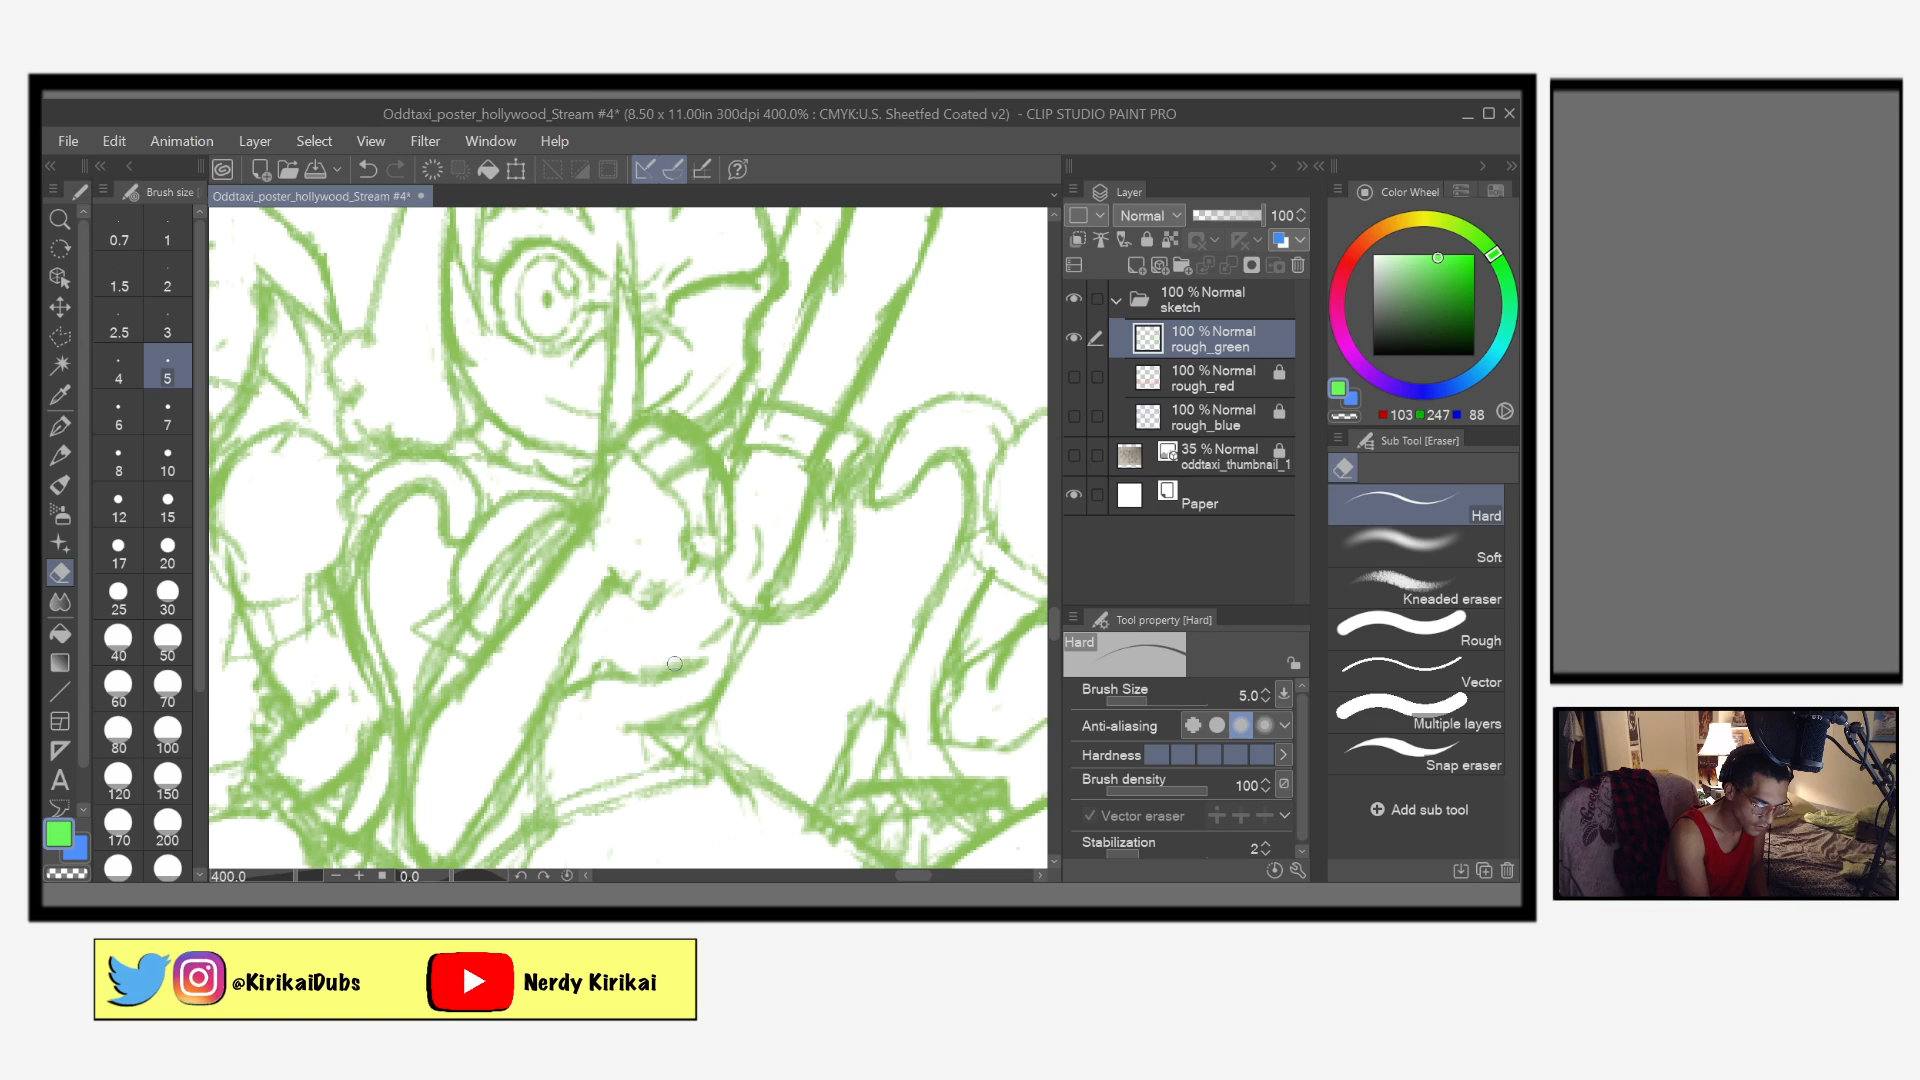 Oddtaxi_poster_hollywood_Stream #4* (8.50 x 11.00in 300dpi 400.0% : CMYK:U.S. Sheetfed Coated v2) - CLIP STUDIO PAINT PRO
File Edit Animation Layer Select View Filter Window Help
Brush size
Oddtaxi_poster_hollywood_Stream #4*
0.7 1
1.5 2
2.5 3
4 5
6 7
8 10
12 15
17 20
25 30
40 50
60 70
80 100
120 150
170 200
400.0
0.0
Layer
Normal 100
100 % Normal
sketch
100 % Normal
rough_green
100 % Normal
rough_red
100 % Normal
rough_blue
35 % Normal
oddtaxi_thumbnail_1
Paper
Tool property [Hard]
Hard
Brush Size 5.0
Anti-aliasing
Hardness
Brush density 100
Vector eraser
Stabilization 2
Color Wheel
103 247 88
Sub Tool [Eraser]
Hard
Soft
Kneaded eraser
Rough
Vector
Multiple layers
Snap eraser
Add sub tool
@KirikaiDubs Nerdy Kirikai